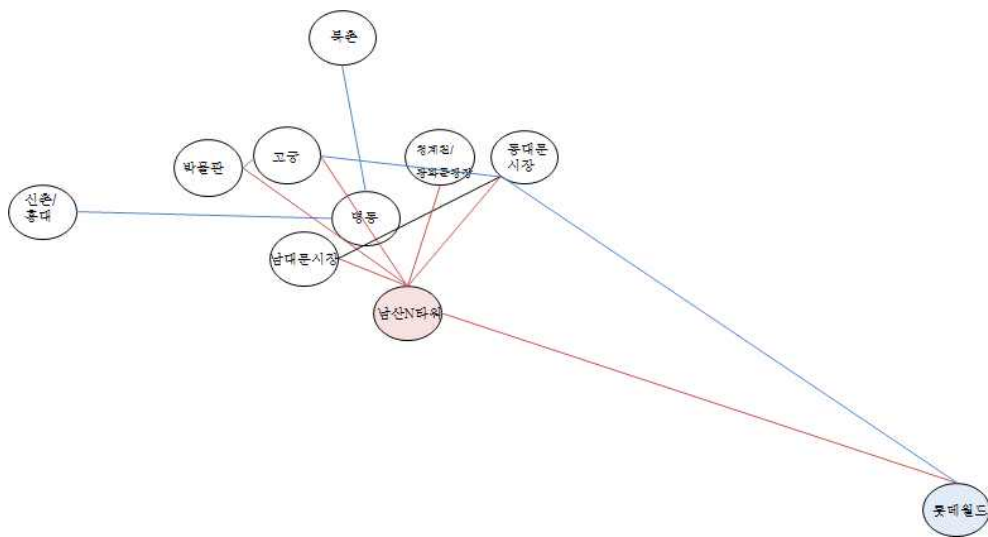 북촌
박물관
고궁
청계천/
광화문광장
동대문
시장
신촌/
홍대
명동
남대문시장
남산N타워
롯데월드